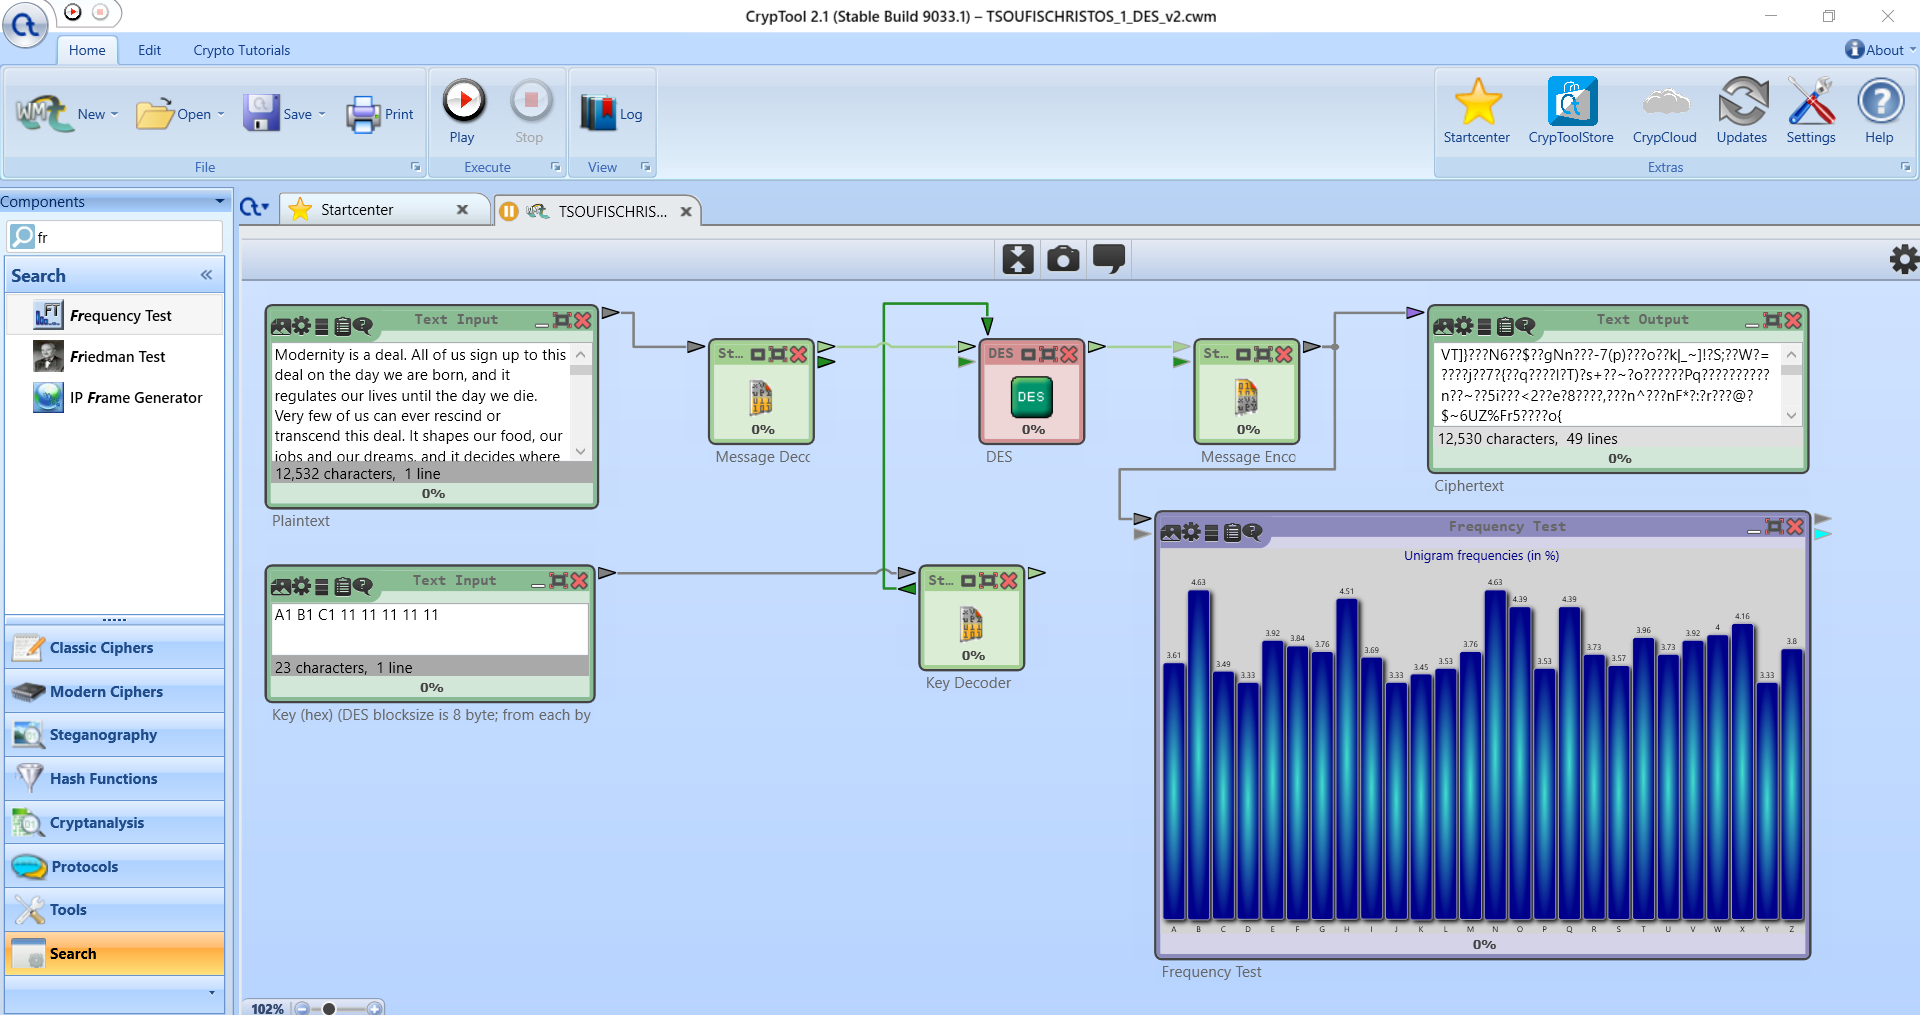 CrypTool 2.1 (Stable Build 9033.1) – TSOUFISCHRISTOS_1_DES_v2.cwm
Home Edit Crypto Tutorials About
New Open Save Print Play Stop Log Startcenter CrypToolStore CrypCloud Updates Settings Help
File Execute View Extras
Components
fr
Search
Frequency Test
Friedman Test
IP Frame Generator
Classic Ciphers
Modern Ciphers
Steganography
Hash Functions
Cryptanalysis
Protocols
Tools
Search
Startcenter TSOUFISCHRIS...
Text Input
Modernity is a deal. All of us sign up to this
deal on the day we are born, and it
regulates our lives until the day we die.
Very few of us can ever rescind or
transcend this deal. It shapes our food, our
jobs and our dreams, and it decides where
12,532 characters, 1 line
0%
Plaintext
St...
0%
Message Decc
DES
DES
0%
DES
St...
0%
Message Enco
Text Output
VT]}???N6??$$??gNn???-7(p)???o??k|_~]!?S;??W?=
????j??7?{??q????l?T)?s+??~?o??????Pq??????????
n??~??5i???<2??e?8????,???n^???nF*?:?r???@?
$~6UZ%Fr5????o{
12,530 characters, 49 lines
0%
Ciphertext
Text Input
A1 B1 C1 11 11 11 11 11
23 characters, 1 line
0%
Key (hex) (DES blocksize is 8 byte; from each by
St...
0%
Key Decoder
Frequency Test
Unigram frequencies (in %)
3.61 4.63 3.49 3.33 3.92 3.84 3.76 4.51 3.69 3.33 3.45 3.53 3.76 4.63 4.39 3.53 4.39 3.73 3.57 3.96 3.73 3.92 4 4.16 3.33 3.8
A B C D E F G H I J K L M N O P Q R S T U V W X Y Z
0%
Frequency Test
102%